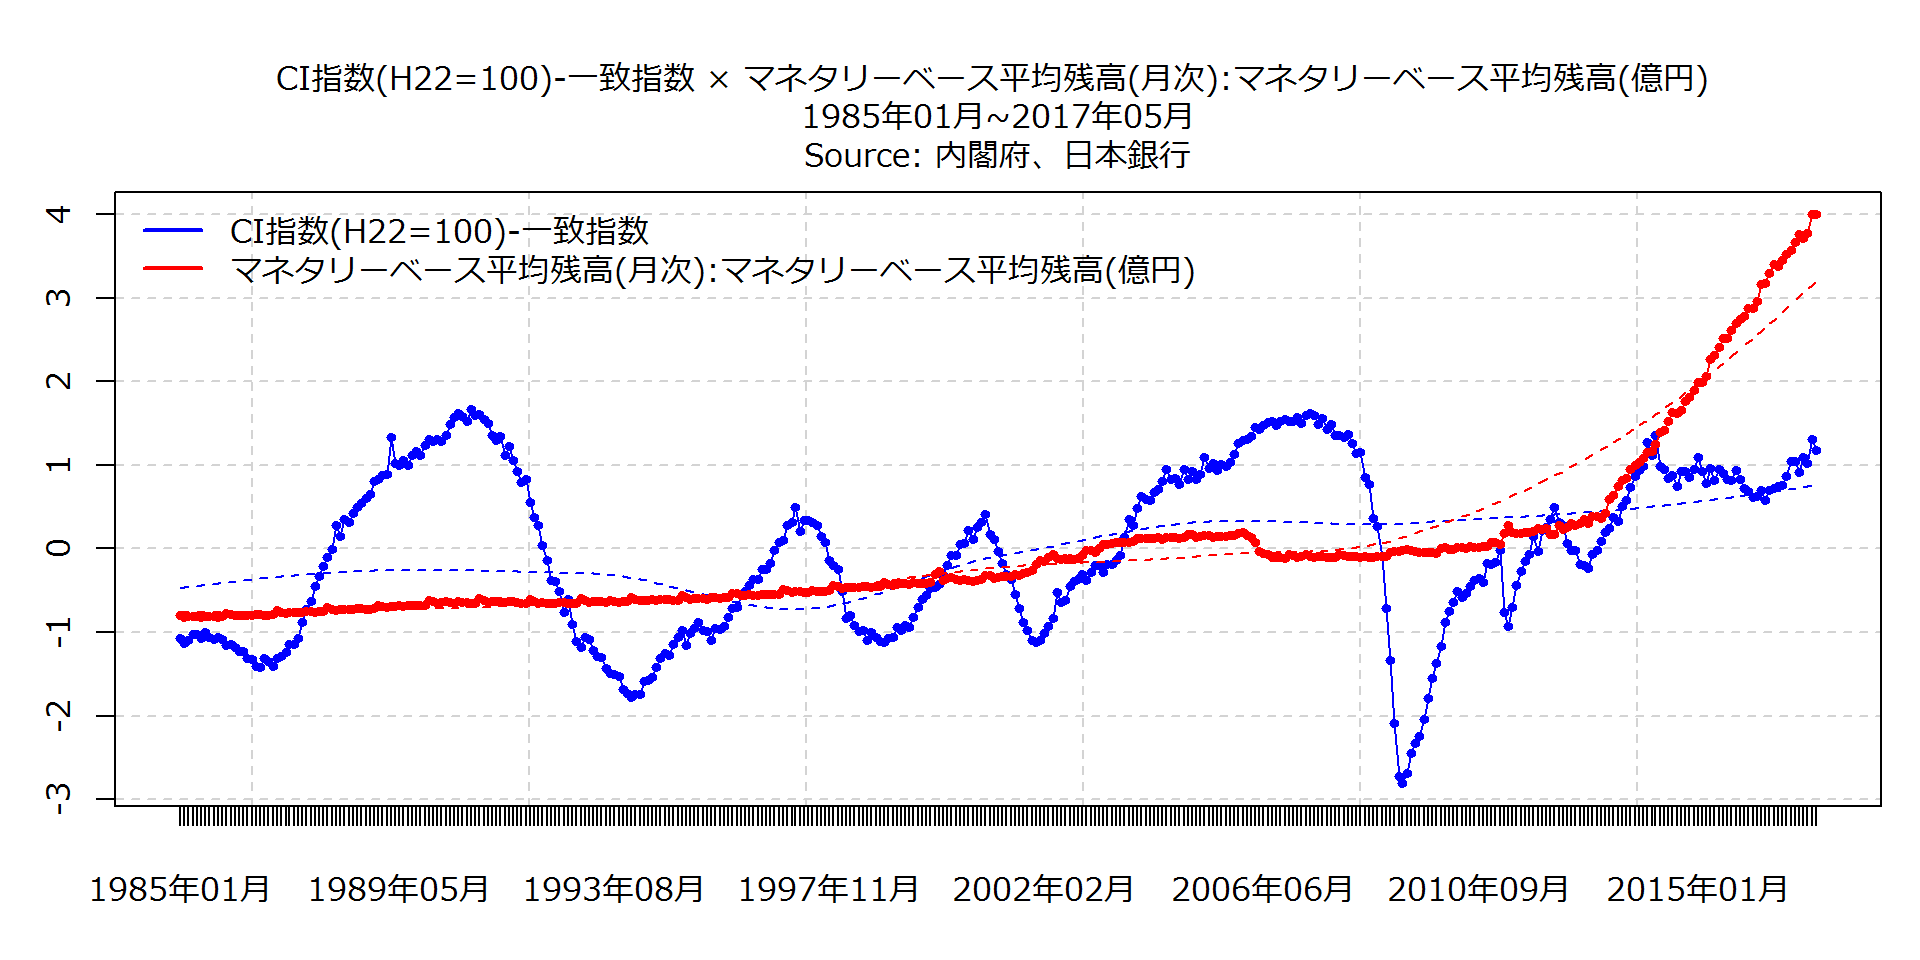 CI指数(H22=100)-一致指数 × マネタリーベース平均残高(月次):マネタリーベース平均残高(億円)
1985年01月~2017年05月
Source: 内閣府、日本銀行
CI指数(H22=100)-一致指数
マネタリーベース平均残高(月次):マネタリーベース平均残高(億円)
4
3
2
1
0
-1
-2
-3
1985年01月 1989年05月 1993年08月 1997年11月 2002年02月 2006年06月 2010年09月 2015年01月